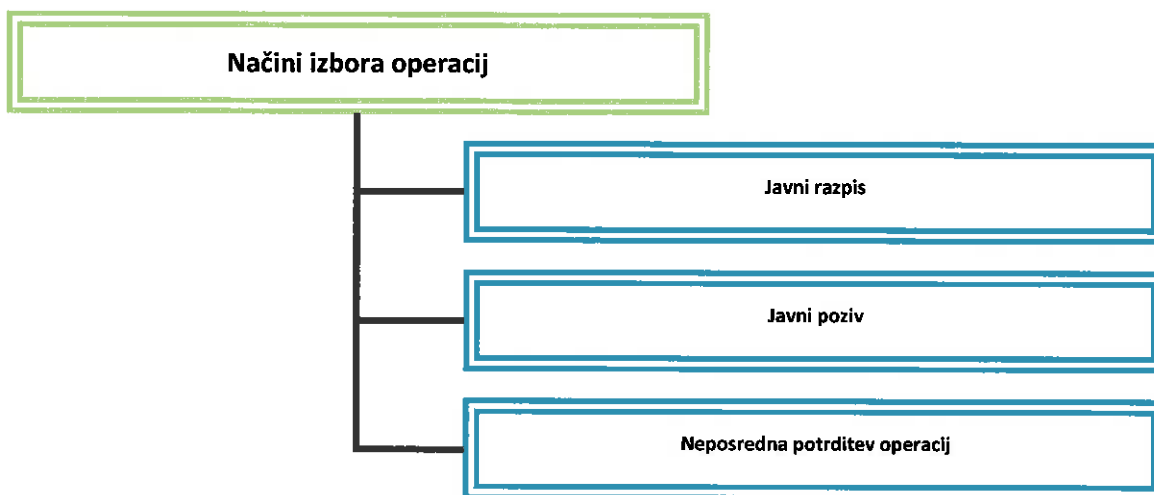 Načini izbora operacij
Javni razpis
Javni poziv
Neposredna potrditev operacij